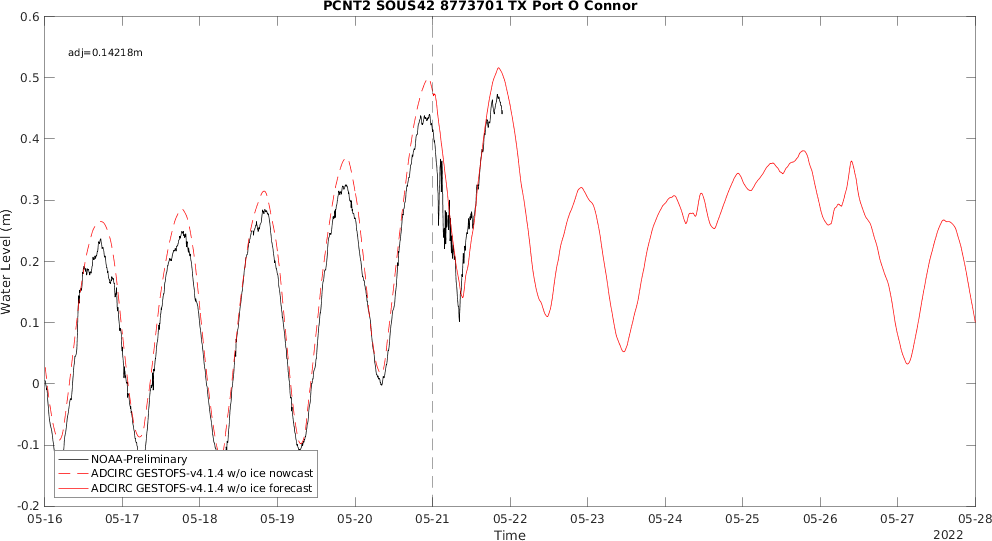 PCNT2 SOUS42 8773701 TX Port O Connor
adj=0.14218m
0.6
0.5
0.4
0.3
0.2
0.1
0
-0.1
-0.2
Water Level (m)
NOAA-Preliminary
ADCIRC GESTOFS-v4.1.4 w/o ice nowcast
ADCIRC GESTOFS-v4.1.4 w/o ice forecast
05-16 05-17 05-18 05-19 05-20 05-21 05-22 05-23 05-24 05-25 05-26 05-27 05-28
Time
2022